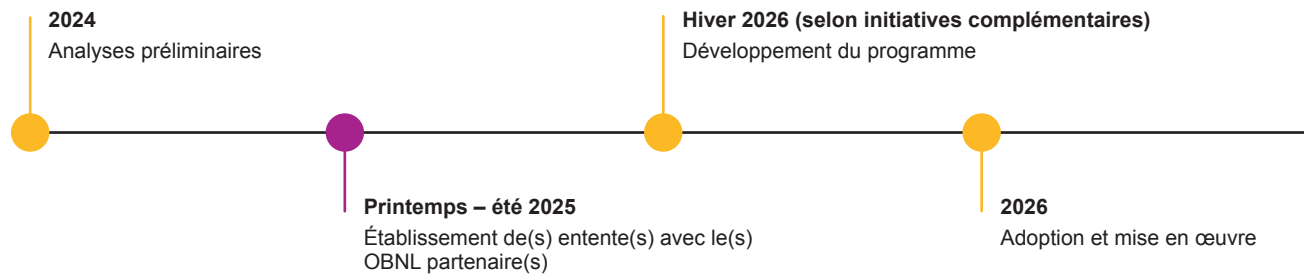 2024
Analyses préliminaires
Hiver 2026 (selon initiatives complémentaires)
Développement du programme
Printemps – été 2025
Établissement de(s) entente(s) avec le(s)
OBNL partenaire(s)
2026
Adoption et mise en œuvre